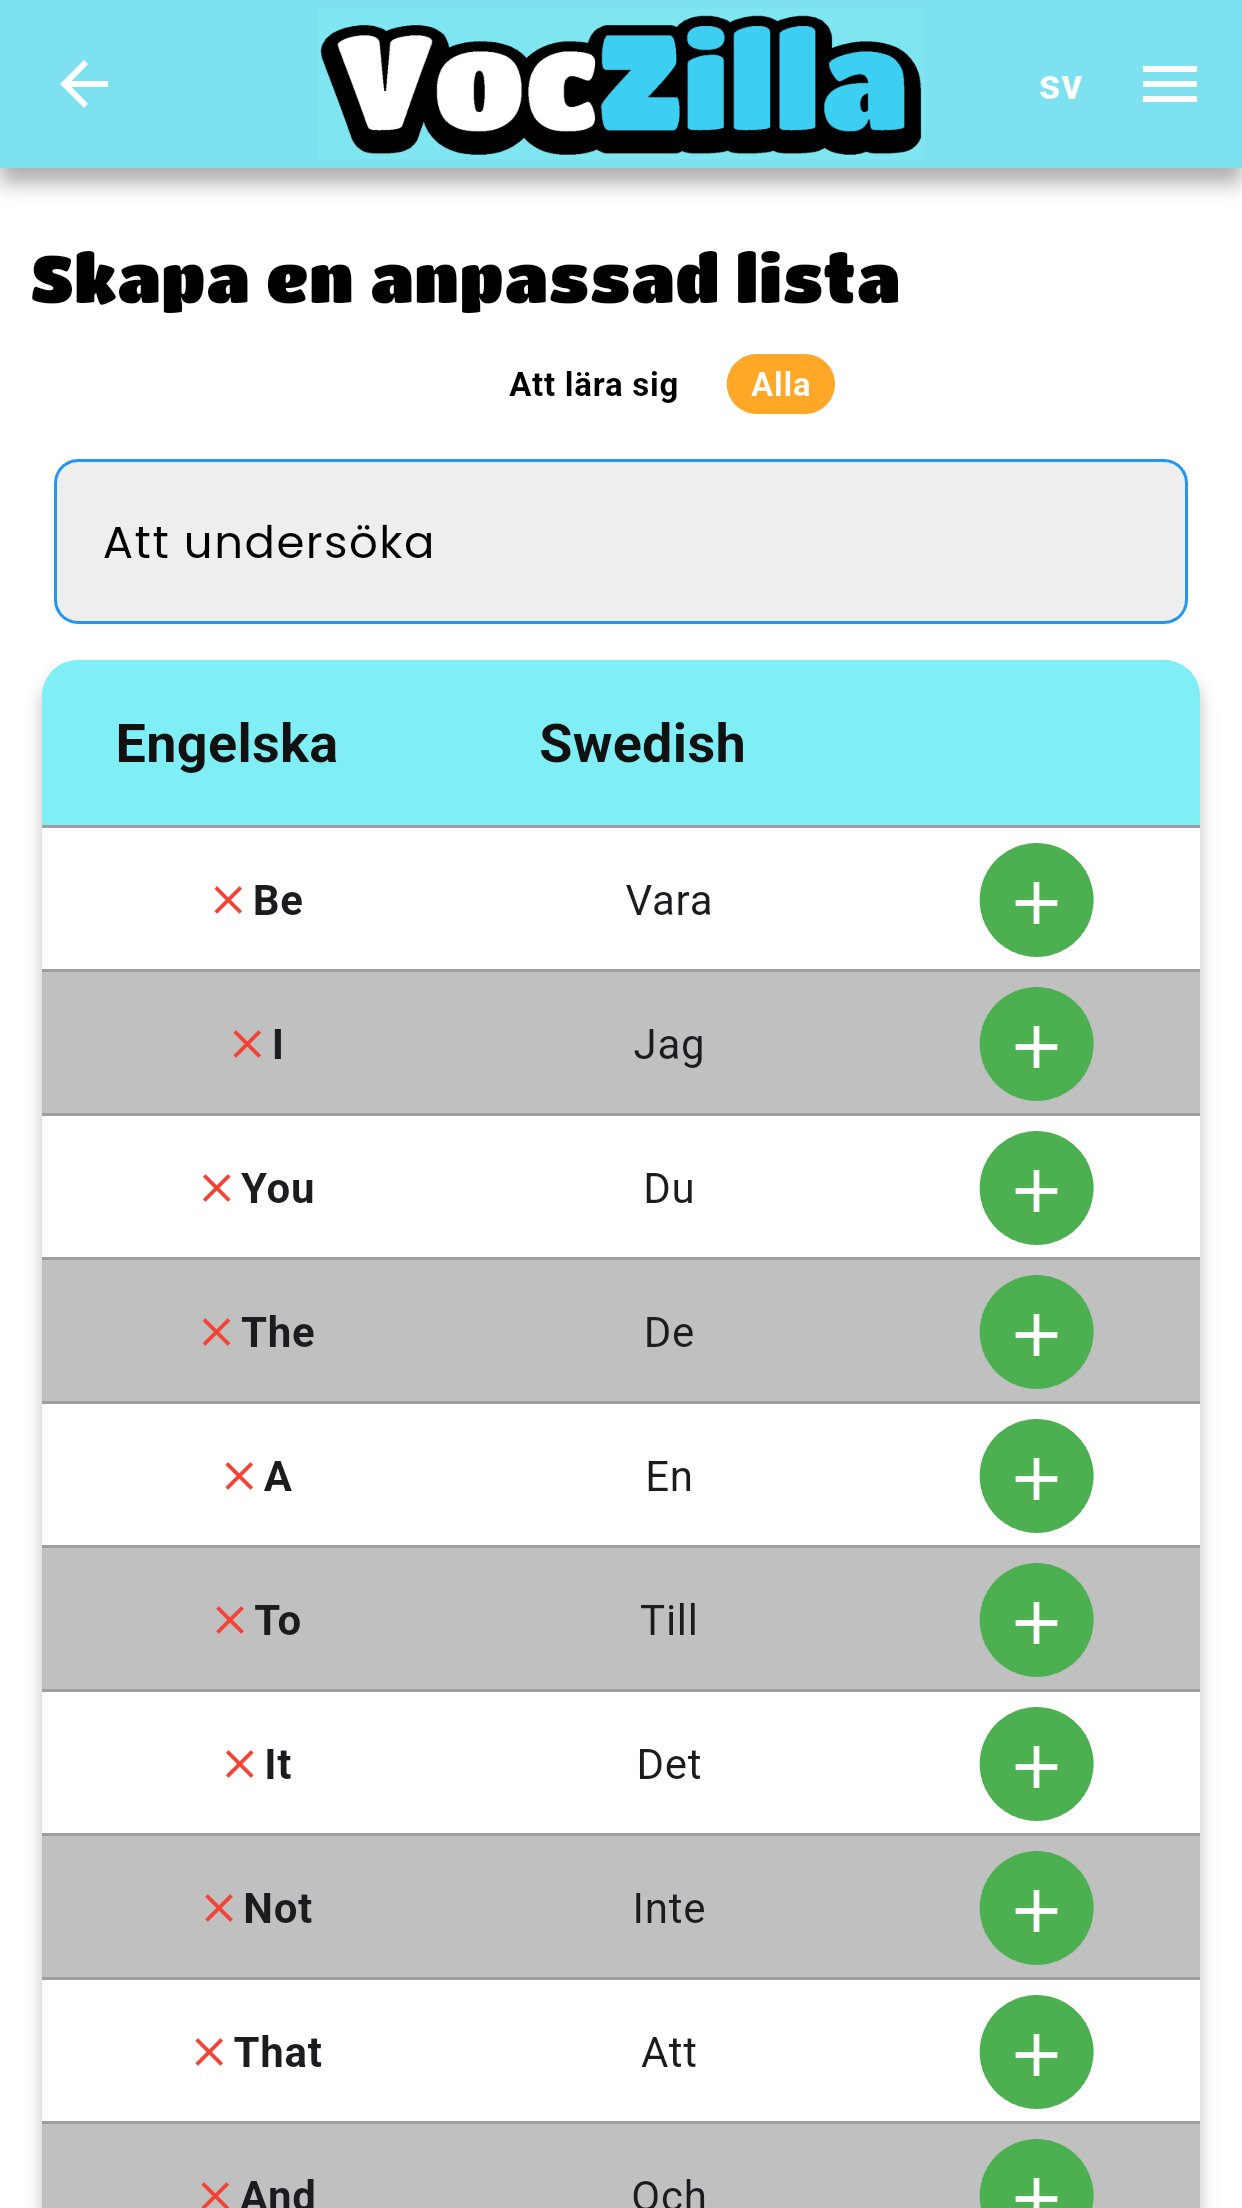 VocZilla
sv
Skapa en anpassad lista
Att lära sig Alla
Att undersöka
Engelska Swedish
Be Vara
I Jag
You Du
The De
A En
To Till
It Det
Not Inte
That Att
And Och